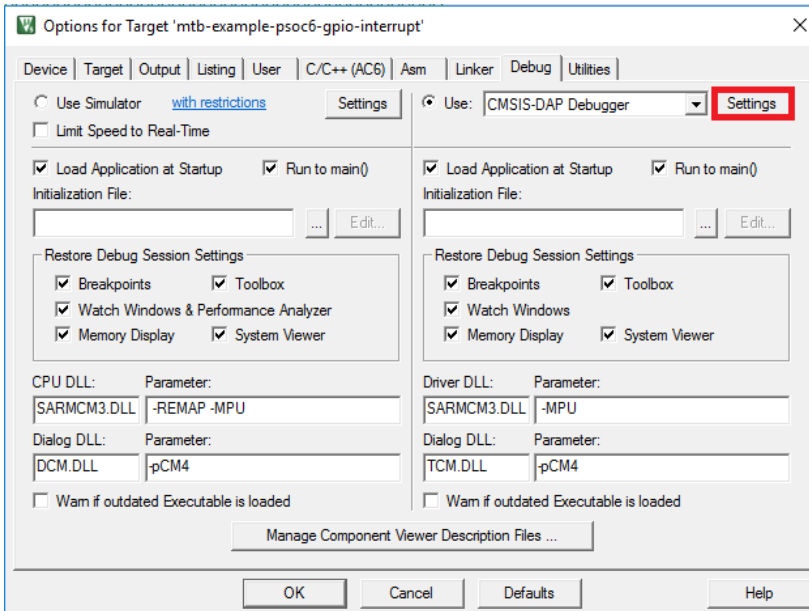 Options for Target 'mtb-example-psoc6-gpio-interrupt'
Device Target Output Listing User C/C++ (AC6) Asm Linker Debug Utilities
Use Simulator with restrictions Settings
Limit Speed to Real-Time
Use: CMSIS-DAP Debugger Settings
Load Application at Startup Run to main()
Initialization File:
... Edit...
Load Application at Startup Run to main()
Initialization File:
... Edit...
Restore Debug Session Settings
Breakpoints Toolbox
Watch Windows & Performance Analyzer
Memory Display System Viewer
Restore Debug Session Settings
Breakpoints Toolbox
Watch Windows
Memory Display System Viewer
CPU DLL: Parameter:
SARMCM3.DLL -REMAP -MPU
Dialog DLL: Parameter:
DCM.DLL -pCM4
Warn if outdated Executable is loaded
Driver DLL: Parameter:
SARMCM3.DLL -MPU
Dialog DLL: Parameter:
TCM.DLL -pCM4
Warn if outdated Executable is loaded
Manage Component Viewer Description Files ...
OK Cancel Defaults Help